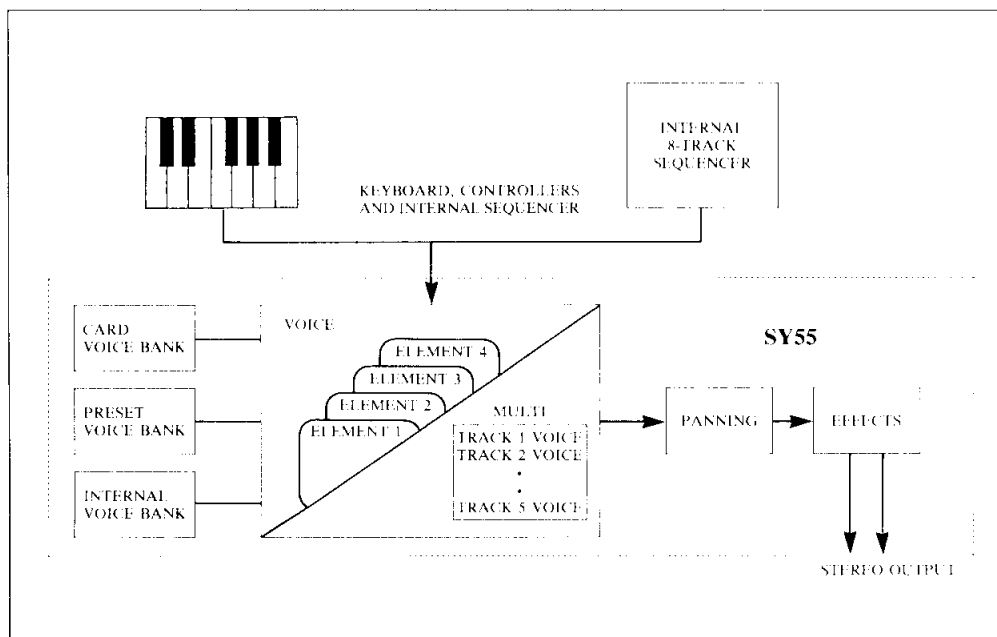 INTERNAL
8-TRACK
SEQUENCER
KEYBOARD, CONTROLLERS
AND INTERNAL SEQUENCER
CARD
VOICE BANK
PRESET
VOICE BANK
INTERNAL
VOICE BANK
VOICE
ELEMENT 4
ELEMENT 3
ELEMENT 2
ELEMENT 1
MULTI
TRACK 1 VOICE
TRACK 2 VOICE
.
.
TRACK 5 VOICE
SY55
PANNING
EFFECTS
STEREO OUTPUT